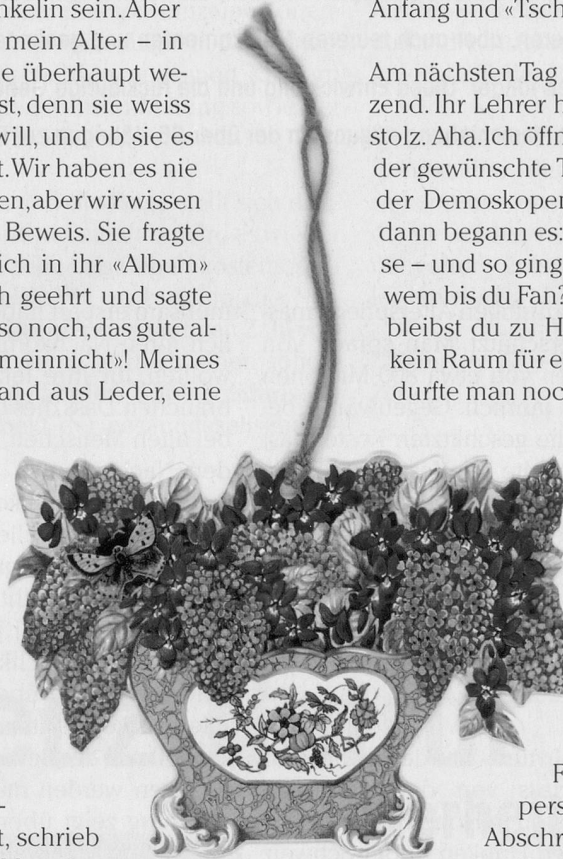 nkelin sein. Aber
mein Alter – in
e überhaupt we-
st, denn sie weiss
will, und ob sie es
t. Wir haben es nie
en, aber wir wissen
Beweis. Sie fragte
ich in ihr «Album»
h geehrt und sagte
so noch, das gute al-
meinnicht»! Meines
and aus Leder, eine
t, schrieb
Anfang und «Tsch
Am nächsten Tag
zend. Ihr Lehrer h
stolz. Aha. Ich öffn
der gewünschte T
der Demoskopen
dann begann es:
se – und so ging
wem bis du Fan?
bleibst du zu H
kein Raum für e
durfte man noc
F
pers
Abschr